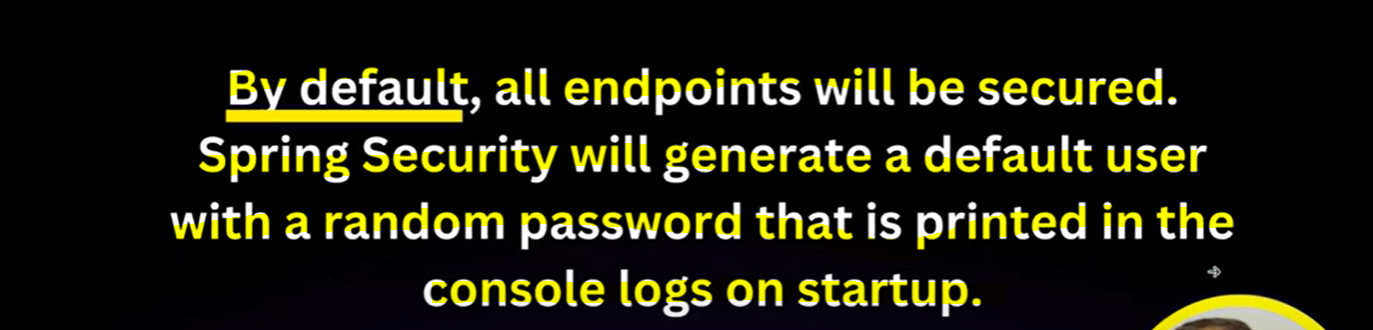 By default, all endpoints will be secured.
Spring Security will generate a default user
with a random password that is printed in the
console logs on startup.